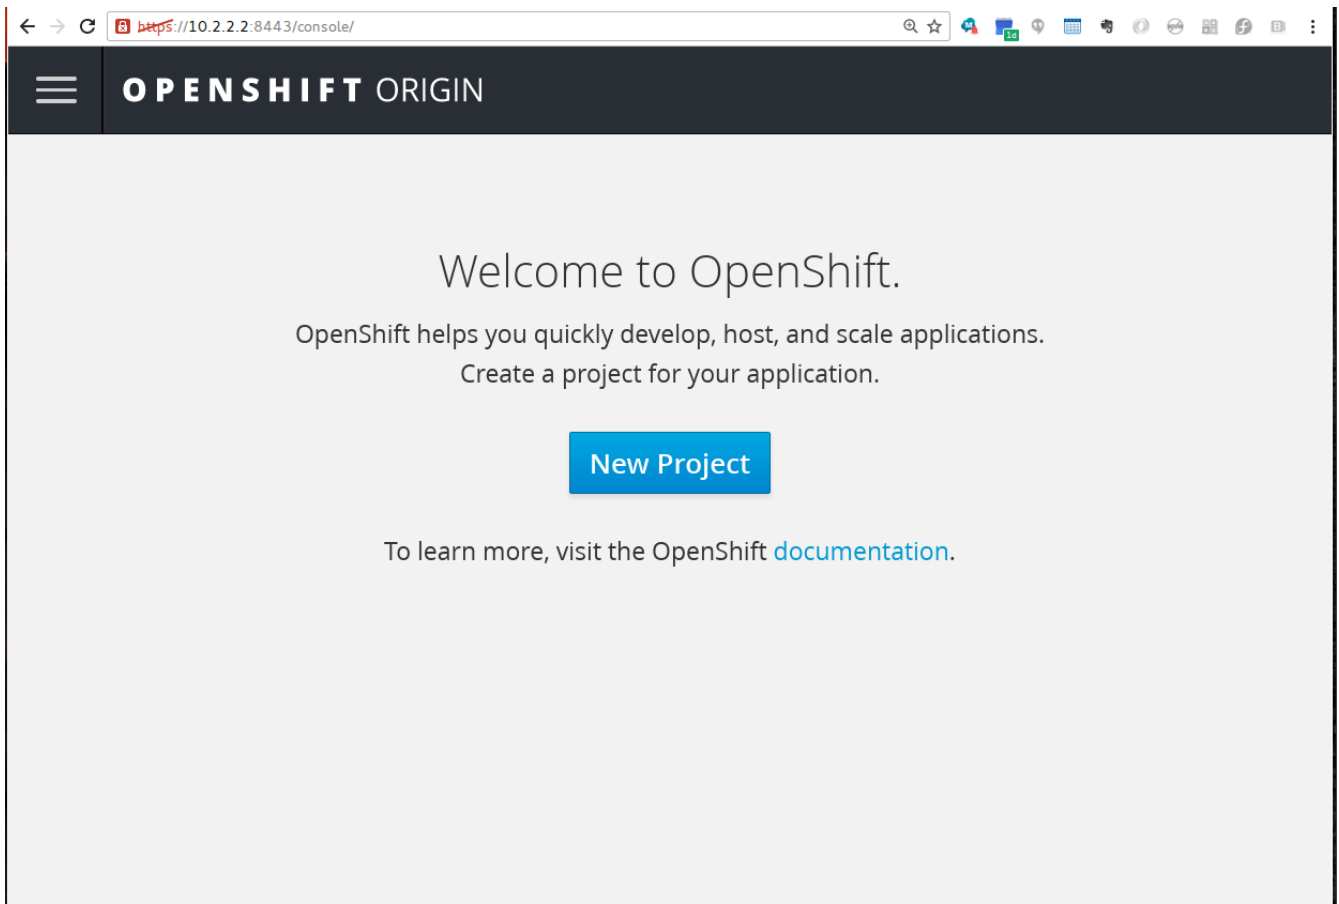 https://10.2.2.2:8443/console/
1d
OPENSHIFT ORIGIN
Welcome to OpenShift.
OpenShift helps you quickly develop, host, and scale applications.
Create a project for your application.
New Project
To learn more, visit the OpenShift documentation.